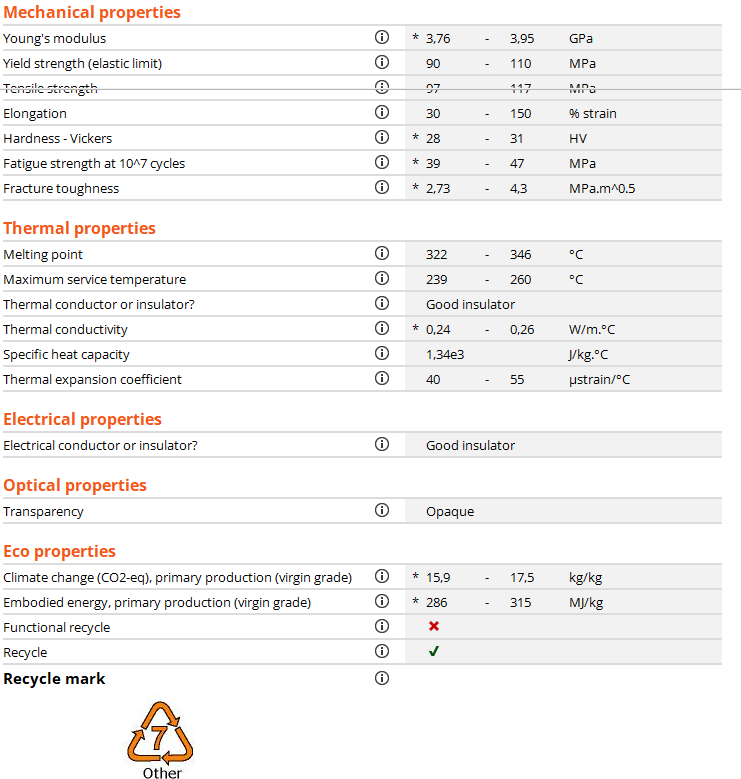 Mechanical properties
Young's modulus * 3,76 - 3,95 GPa
Yield strength (elastic limit) 90 - 110 MPa
Tensile strength 97 - 117 MPa
Elongation 30 - 150 % strain
Hardness - Vickers * 28 - 31 HV
Fatigue strength at 10^7 cycles * 39 - 47 MPa
Fracture toughness * 2,73 - 4,3 MPa.m^0.5
Thermal properties
Melting point 322 - 346 °C
Maximum service temperature 239 - 260 °C
Thermal conductor or insulator? Good insulator
Thermal conductivity * 0,24 - 0,26 W/m.°C
Specific heat capacity 1,34e3 J/kg.°C
Thermal expansion coefficient 40 - 55 µstrain/°C
Electrical properties
Electrical conductor or insulator? Good insulator
Optical properties
Transparency Opaque
Eco properties
Climate change (CO2-eq), primary production (virgin grade) * 15,9 - 17,5 kg/kg
Embodied energy, primary production (virgin grade) * 286 - 315 MJ/kg
Functional recycle ✘
Recycle ✓
Recycle mark
7
Other